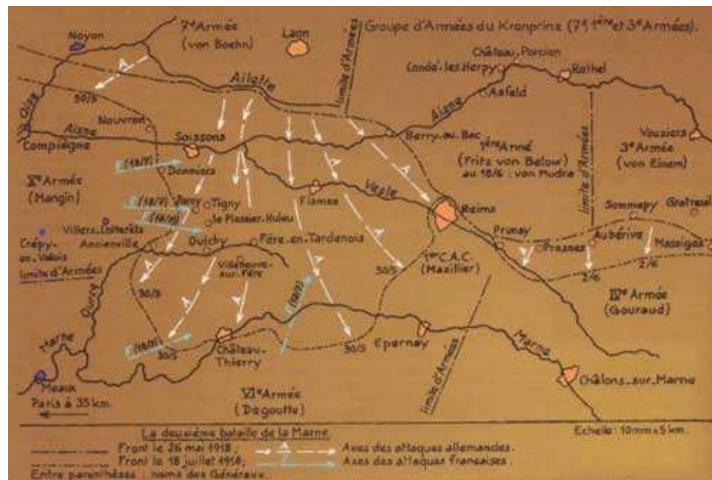 Groupe d'Armées du Kronprinz (7e, 1ère et 3e Armées).
Noyon
7e Armée
(von Boehn)
Laon
limite d'Armées
Château Porcien
Condé-les-Herpy
Rethel
Asfeld
Oise
Ailette
Aisne
30/5
Nouvron
Aisne
Compiègne
Soissons
Berry-au-Bac
1ère Armé
(Fritz von Below)
au 18/6 : von Mudra
3e Armée
(von Einem)
Vouziers
limite d'Armées
Xe Armée
(Mangin)
Dommiers
Vesle
Fismes
Reims
Tigny
le Plessier-Huleu
Villers-Cotterêts
Ancienville
Oulchy
Fère-en-Tardenois
Crépy-en-Valois
limite d'Armées
Villeneuve-sur-Fère
Prunay
Prosnes
Aubérive
Sommepy
Gratreuil
Massiges
2/6
2/6
1er C.A.C.
(Mazillier)
IVe Armée
(Gouraud)
Ourcq
30/5
30/5
30/5
30/5
Marne
Meaux
Paris à 35 km.
Château-Thierry
Epernay
Marne
limite d'Armées
Châlons-sur-Marne
VIe Armée
(Degoutte)
La deuxième bataille de la Marne
Echelle : 10mm = 5 km.
Front le 26 mai 1918 ;
A
Axes des attaques allemandes.
Front le 18 juillet 1918 ;
F
Axes des attaques françaises.
Entre parenthèses : noms des Généraux.